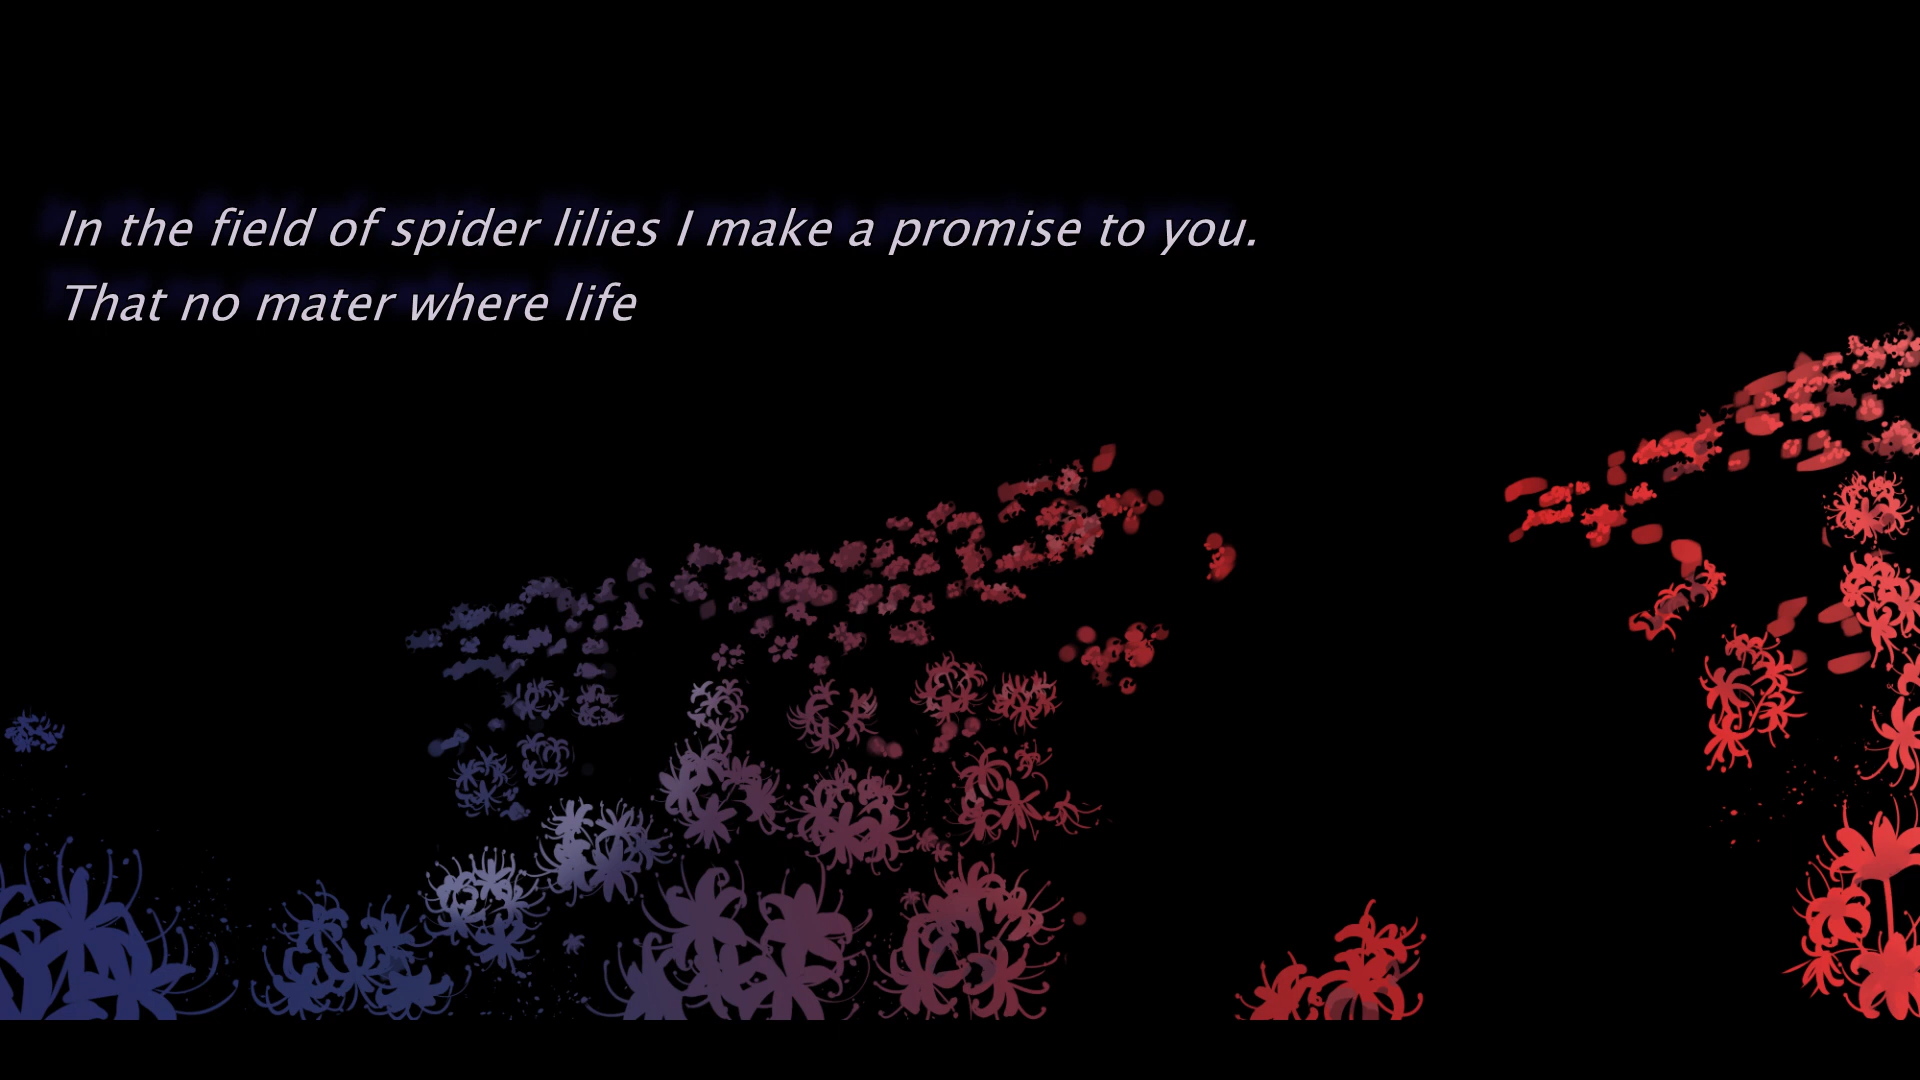 In the field of spider lilies I make a promise to you.
That no mater where life